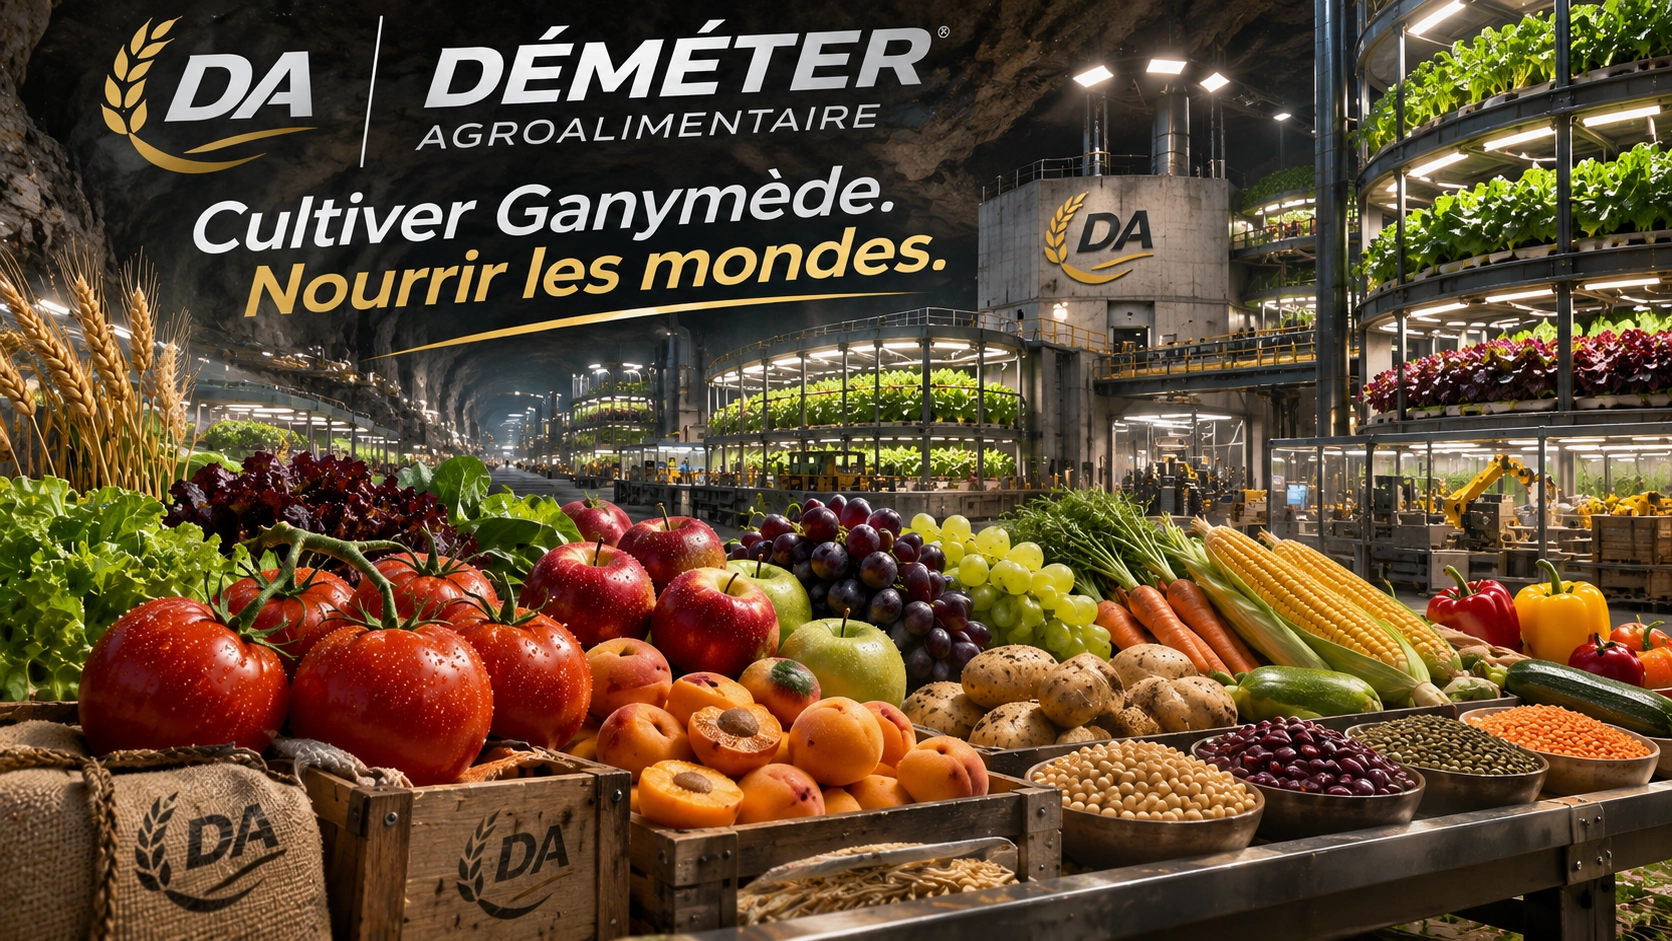 DA
DÉMÉTER®
AGROALIMENTAIRE
Cultiver Ganymède.
Nourrir les mondes.
DA
DA
DA